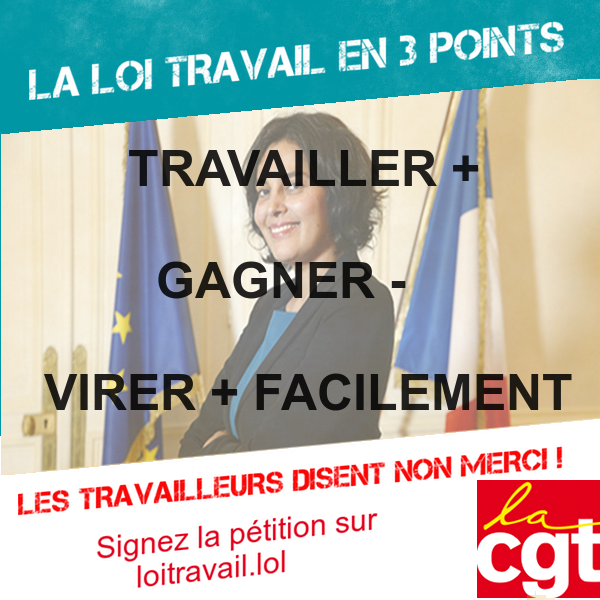 LA LOI TRAVAIL EN 3 POINTS
TRAVAILLER +
GAGNER -
VIRER + FACILEMENT
LES TRAVAILLEURS DISENT NON MERCI !
Signez la pétition sur
loitravail.lol
la
cgt